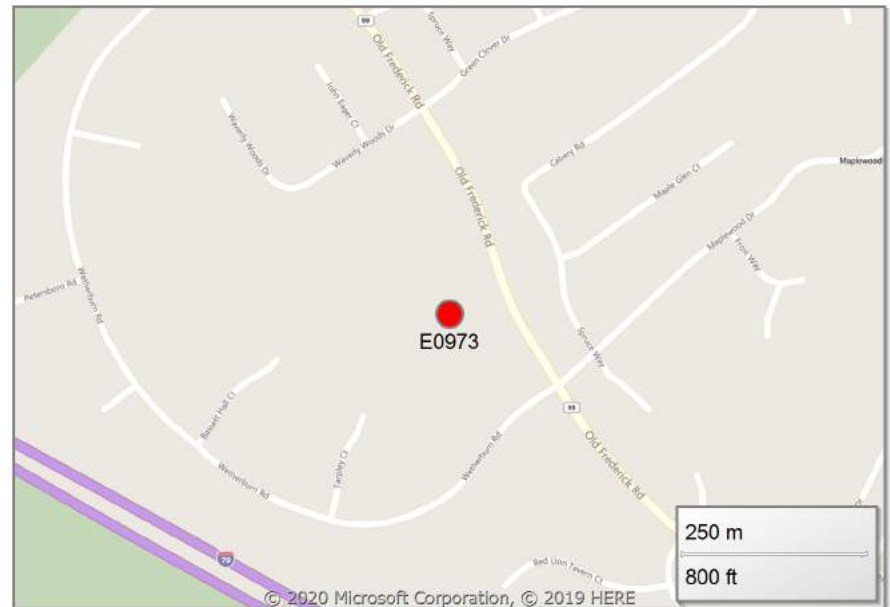 99
Old Frederick Rd
Spruce Way
Green Clover Dr
John Eager Ct
Waverly Woods Dr
Waverly Woods Dr
Cabery Rd
Maplewood
Old Frederick Rd
Maple Glen Ct
Maplewood Dr
Fron Way
Petersboro Rd
Wetherburn Rd
E0973
Spruce Way
Bassett Hall Ct
99
Tarpley Ct
Wetherburn Rd
Old Frederick Rd
Wetherburn Rd
250 m
70
Red Lion Tavern Ct
800 ft
© 2020 Microsoft Corporation, © 2019 HERE